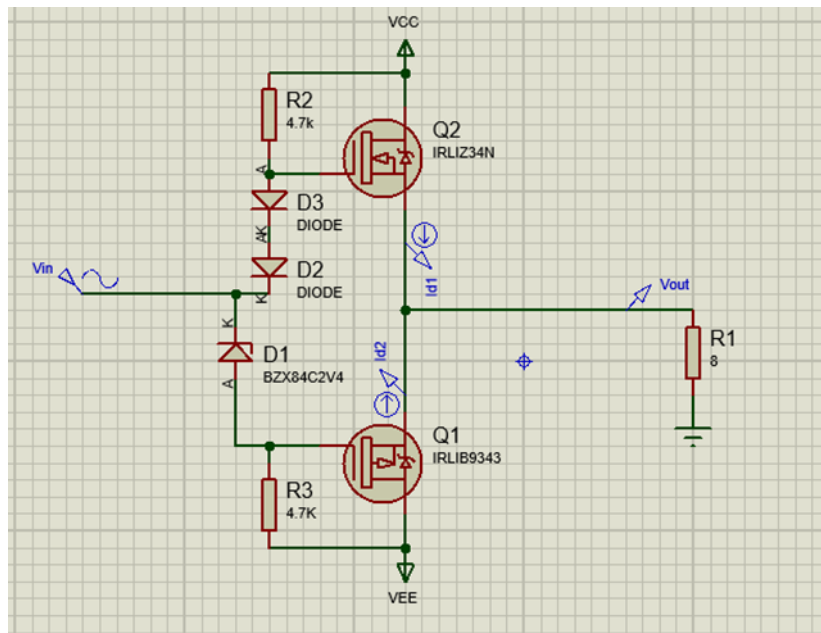 VCC
R2
4.7k
A
Q2
IRLIZ34N
D3
DIODE
AK
D2
DIODE
K
Vin
Id1
Vout
K
D1
BZX84C2V4
A
Id2
R1
8
Q1
IRLIB9343
R3
4.7K
VEE